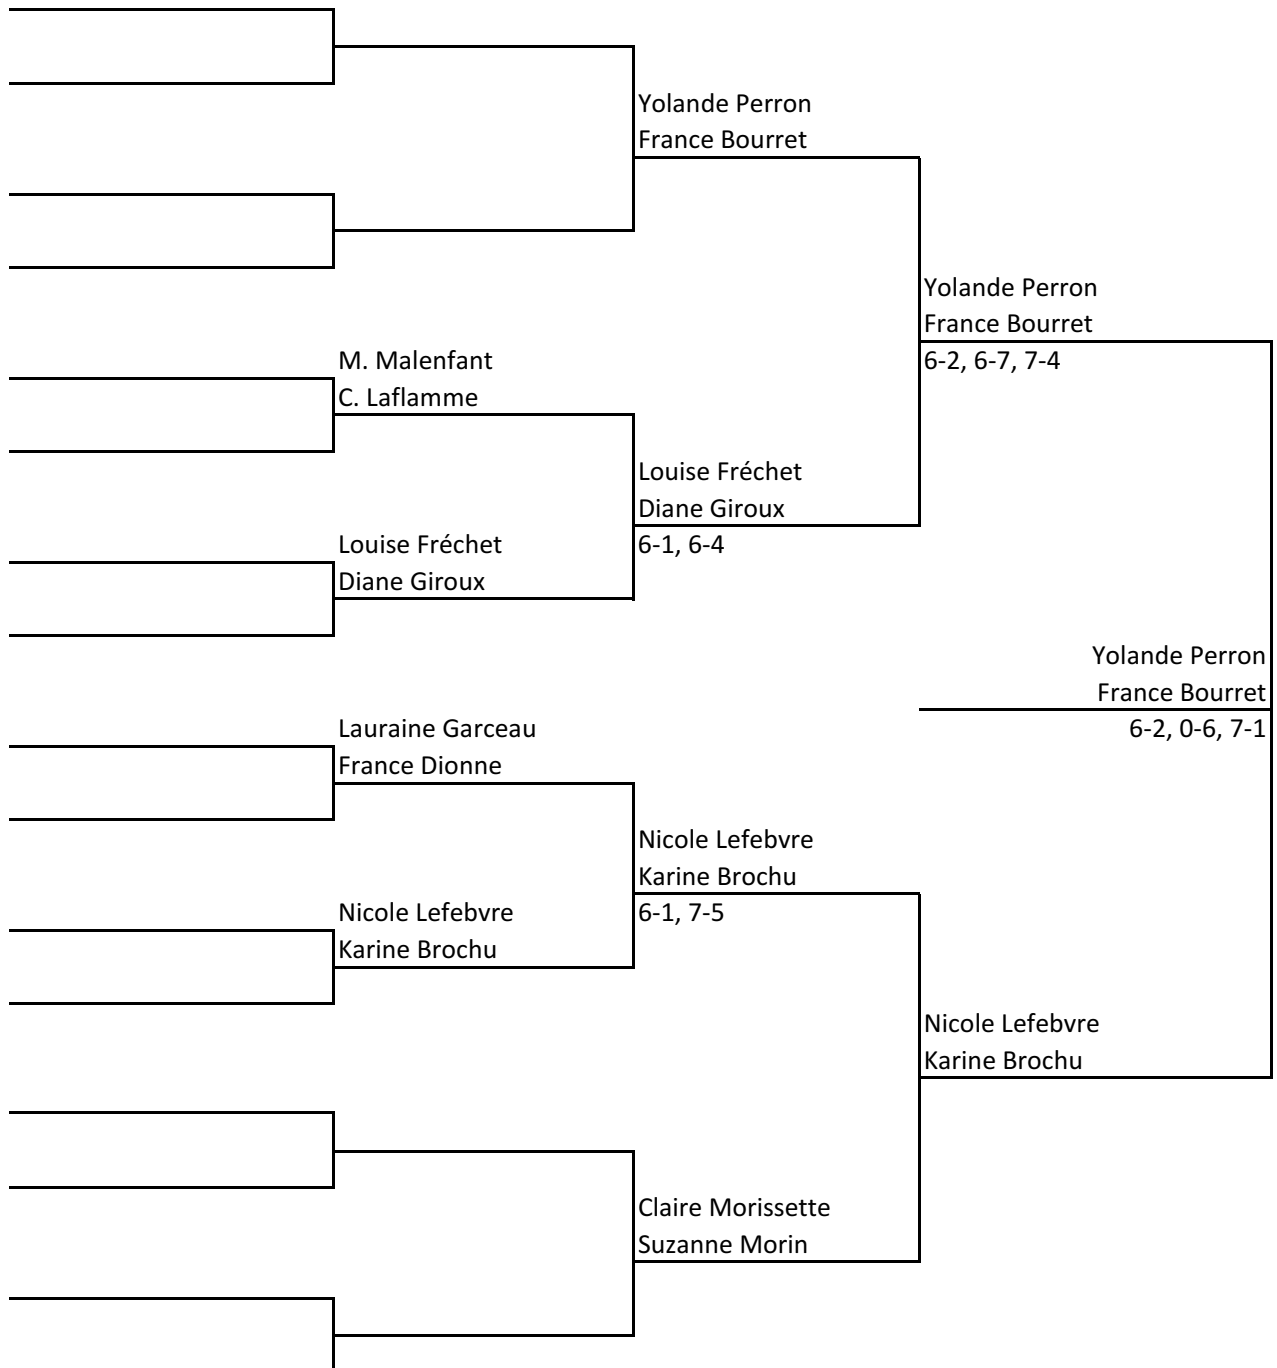 Yolande Perron
France Bourret
Yolande Perron
France Bourret
6-2, 6-7, 7-4
M. Malenfant
C. Laflamme
Louise Fréchet
Diane Giroux
6-1, 6-4
Louise Fréchet
Diane Giroux
Yolande Perron
France Bourret
6-2, 0-6, 7-1
Lauraine Garceau
France Dionne
Nicole Lefebvre
Karine Brochu
6-1, 7-5
Nicole Lefebvre
Karine Brochu
Nicole Lefebvre
Karine Brochu
Claire Morissette
Suzanne Morin